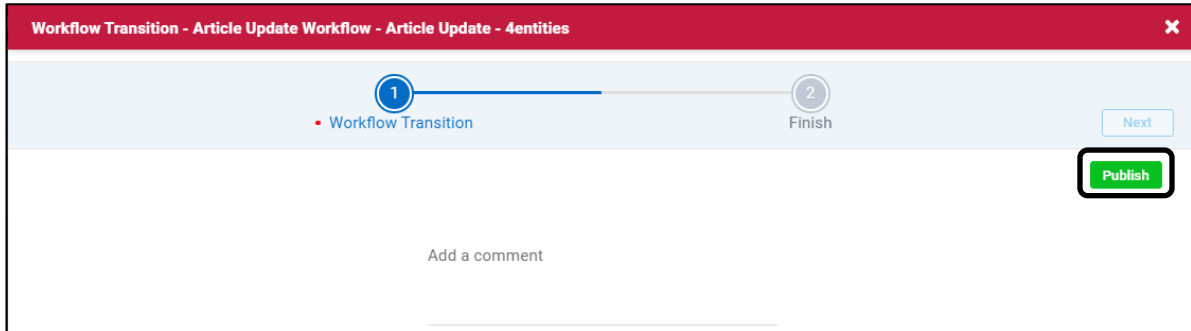 Workflow Transition - Article Update Workflow - Article Update - 4entities
1
2
Workflow Transition
Finish
Next
Publish
Add a comment